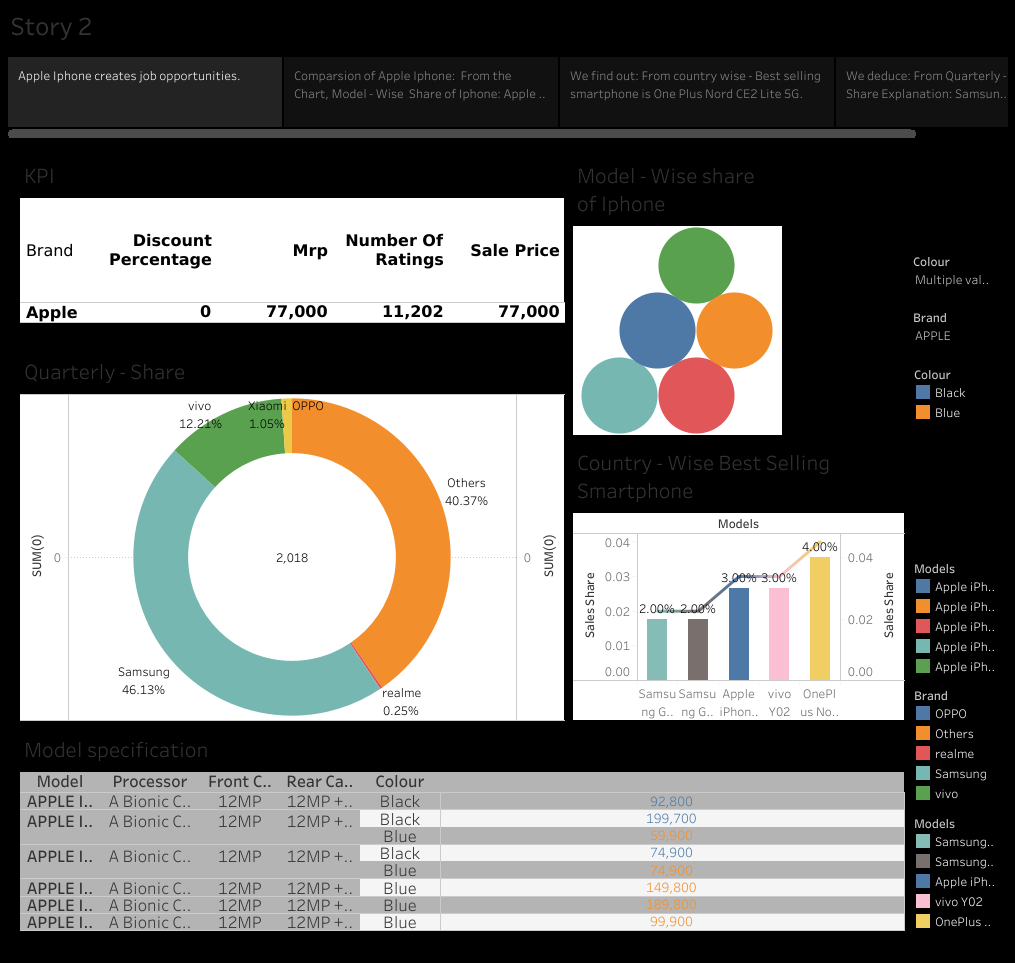 Story 2
Apple Iphone creates job opportunities.
Comparsion of Apple Iphone:  From the
Chart, Model - Wise  Share of Iphone: Apple ..
We find out: From country wise - Best selling
smartphone is One Plus Nord CE2 Lite 5G.
We deduce: From Quarterly -
Share Explanation: Samsun..
KPI
Brand
Discount
Percentage
Mrp
Number Of
Ratings
Sale Price
Apple 0 77,000 11,202 77,000
Model - Wise share
of Iphone
Colour
Multiple val..
Brand
APPLE
Colour
Black
Blue
Quarterly - Share
vivo
12.21%
Xiaomi
1.05%
OPPO
Others
40.37%
SUM(0)
0
2,018
0
SUM(0)
Samsung
46.13%
realme
0.25%
Country - Wise Best Selling
Smartphone
Models
Sales Share
0.04
0.03
0.02
0.01
0.00
2.00%
2.00%
3.00%
3.00%
4.00%
0.04
0.02
0.00
Sales Share
Samsu
ng G..
Samsu
ng G..
Apple
iPhon..
vivo
Y02
OnePl
us No..
Models
Apple iPh..
Apple iPh..
Apple iPh..
Apple iPh..
Apple iPh..
Brand
OPPO
Others
realme
Samsung
vivo
Models
Samsung..
Samsung..
Apple iPh..
vivo Y02
OnePlus ..
Model specification
Model Processor Front C.. Rear Ca.. Colour
APPLE I.. A Bionic C.. 12MP 12MP +.. Black 92,800
APPLE I.. A Bionic C.. 12MP 12MP +.. Black 199,700
Blue 59,900
APPLE I.. A Bionic C.. 12MP 12MP +.. Black 74,900
Blue 74,900
APPLE I.. A Bionic C.. 12MP 12MP +.. Blue 149,800
APPLE I.. A Bionic C.. 12MP 12MP +.. Blue 189,800
APPLE I.. A Bionic C.. 12MP 12MP +.. Blue 99,900